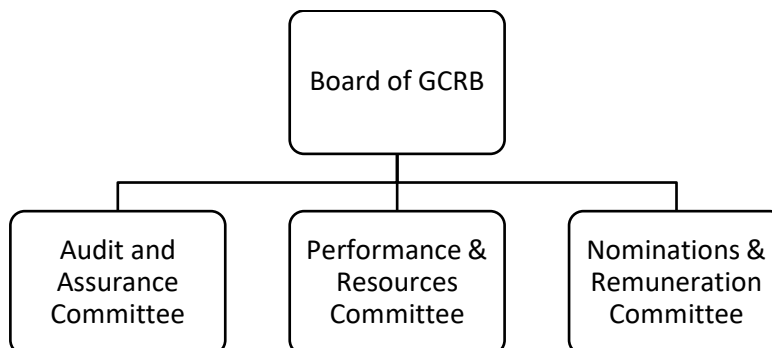 Board of GCRB
Audit and
Assurance
Committee
Performance &
Resources
Committee
Nominations &
Remuneration
Committee